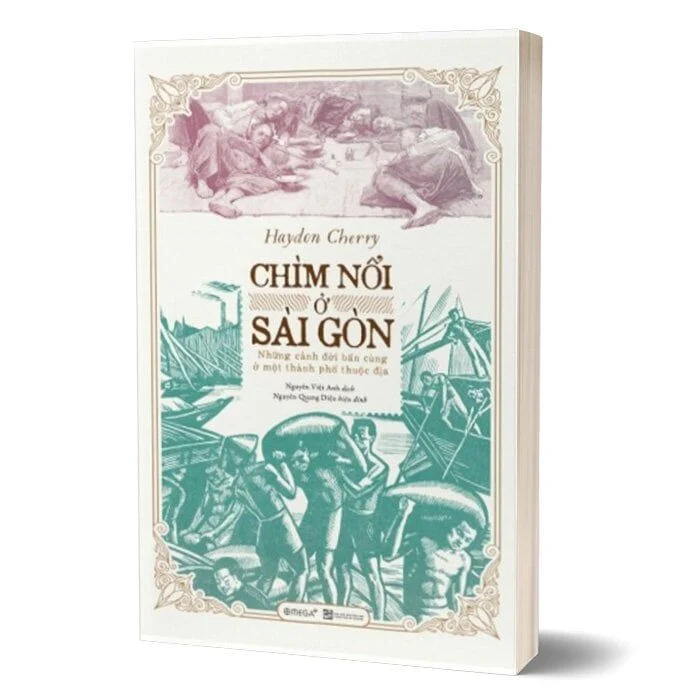 Haydon Cherry
CHÌM NỔI
Ở
SÀI GÒN
Những cảnh đời bần cùng
ở một thành phố thuộc địa
Nguyễn Việt Anh dịch
Nguyễn Quang Diệu hiệu đính
OMEGA+